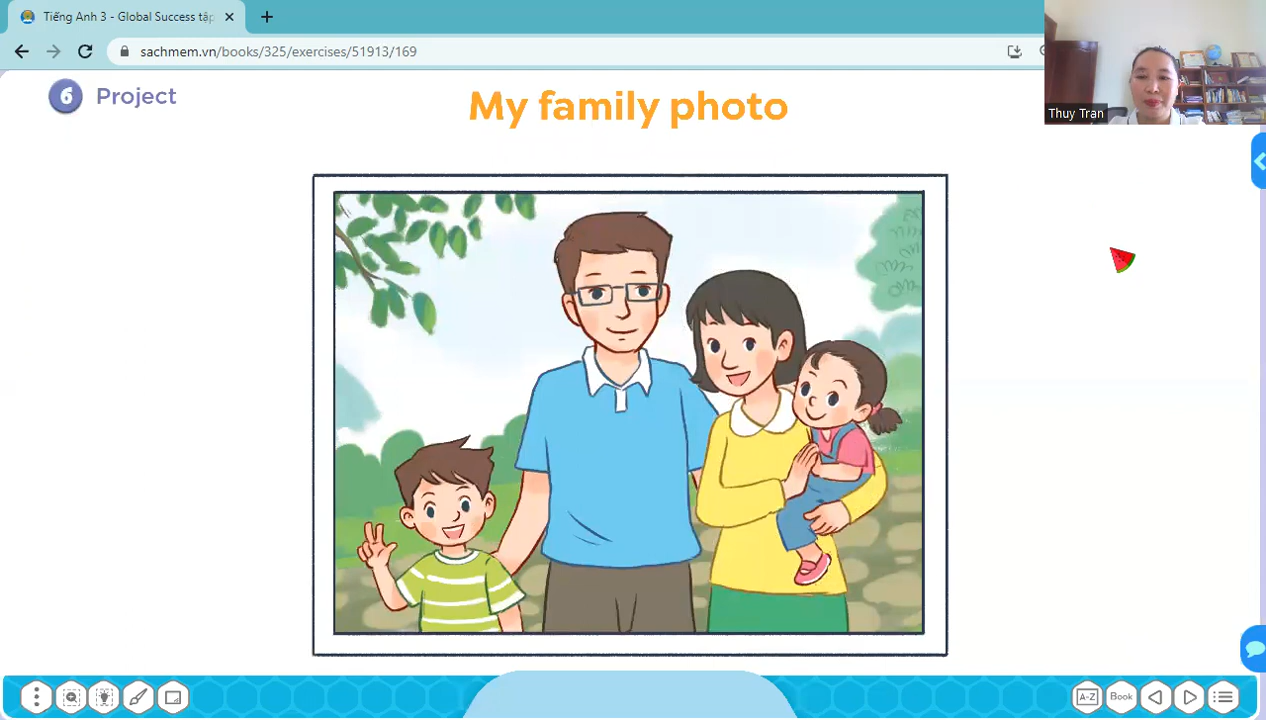 Tiếng Anh 3 - Global Success tập
sachmem.vn/books/325/exercises/51913/169
6 Project
My family photo
Thuy Tran
A-Z
Book